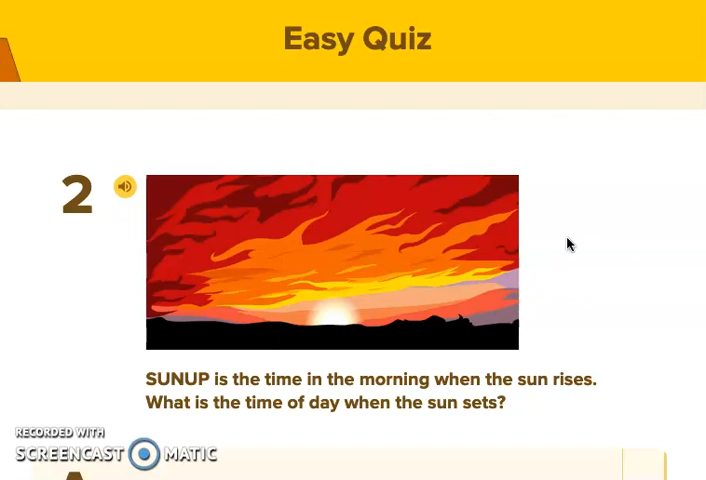 Easy Quiz
2
SUNUP is the time in the morning when the sun rises.
What is the time of day when the sun sets?
RECORDED WITH
SCREENCAST MATIC